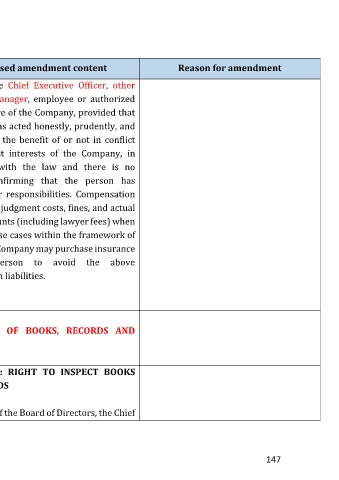 sed amendment content Reason for amendment
e Chief Executive Officer, other
anager, employee or authorized
e of the Company, provided that
as acted honestly, prudently, and
the benefit of or not in conflict
t interests of the Company, in
with the law and there is no
nfirming that the person has
r responsibilities. Compensation
judgment costs, fines, and actual
unts (including lawyer fees) when
se cases within the framework of
Company may purchase insurance
erson to avoid the above
n liabilities.
OF BOOKS, RECORDS AND
: RIGHT TO INSPECT BOOKS
DS
f the Board of Directors, the Chief
147